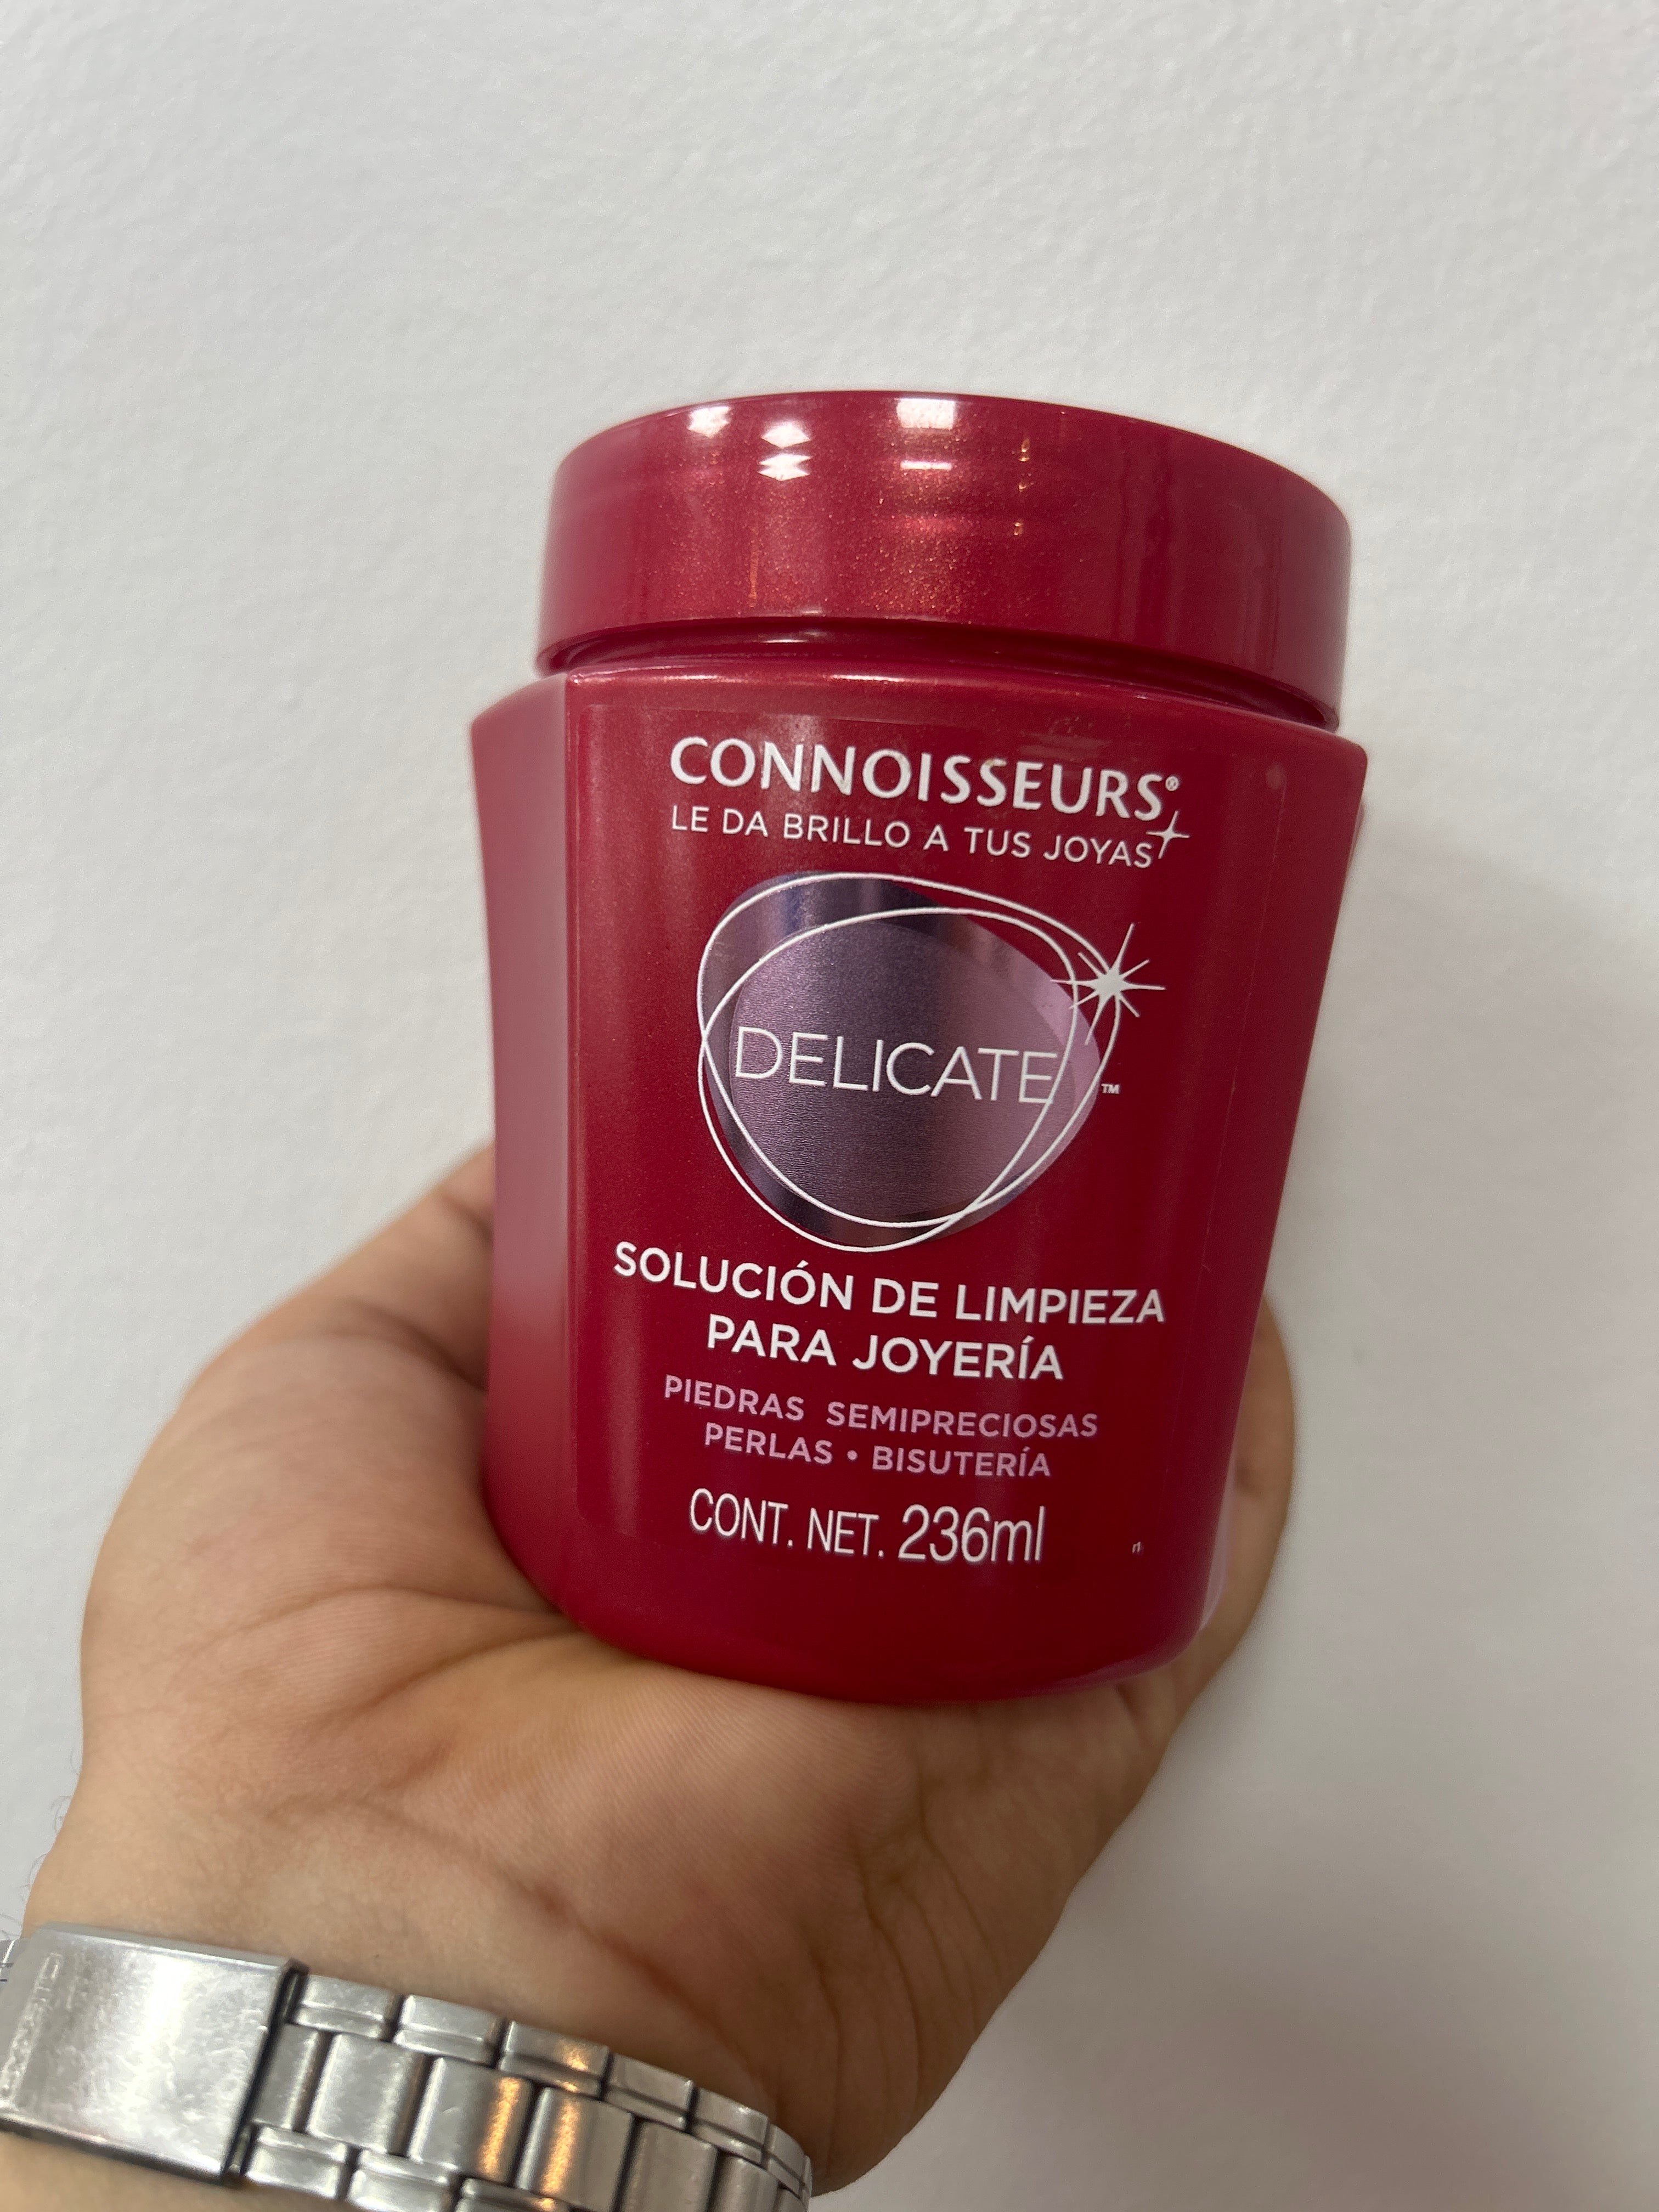 CONNOISSEURS®
LE DA BRILLO A TUS JOYAS
DELICATE™
SOLUCIÓN DE LIMPIEZA
PARA JOYERÍA
PIEDRAS SEMIPRECIOSAS
PERLAS • BISUTERÍA
CONT. NET. 236ml
CASIO